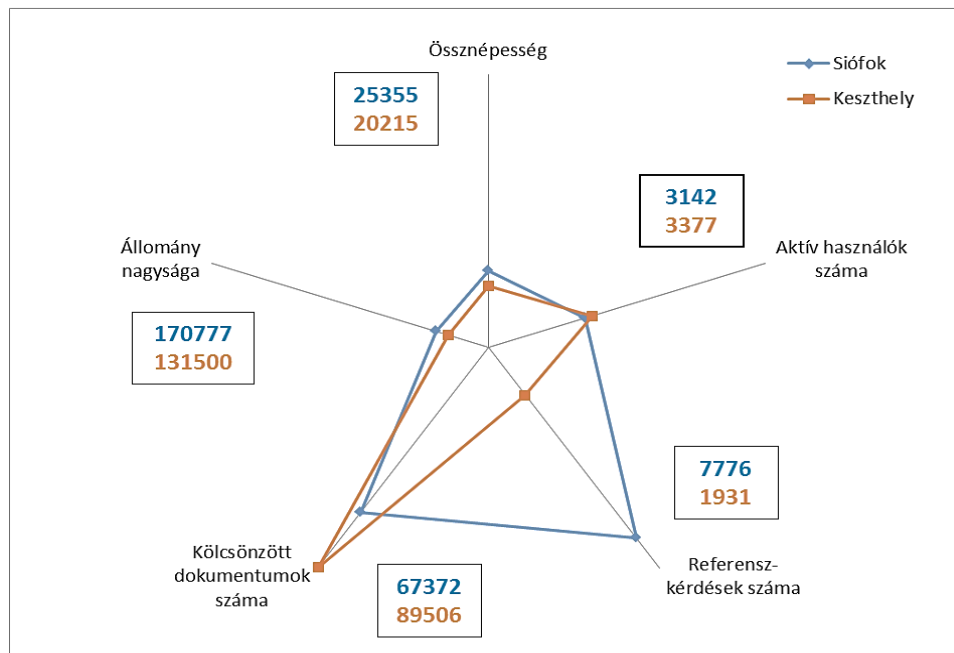 Össznépesség
Siófok
Keszthely
25355
20215
3142
3377
Aktív használók
száma
Állomány
nagysága
170777
131500
7776
1931
Referensz-
kérdések száma
Kölcsönzött
dokumentumok
száma
67372
89506